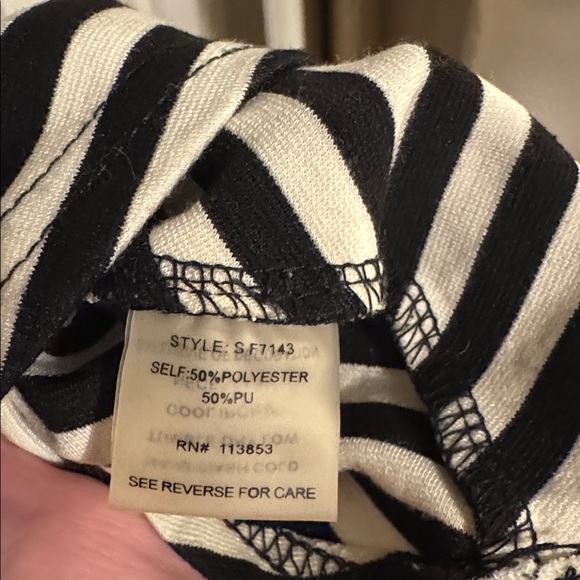 STYLE: S F7143
SELF:50%POLYESTER
50%PU
RN# 113853
SEE REVERSE FOR CARE